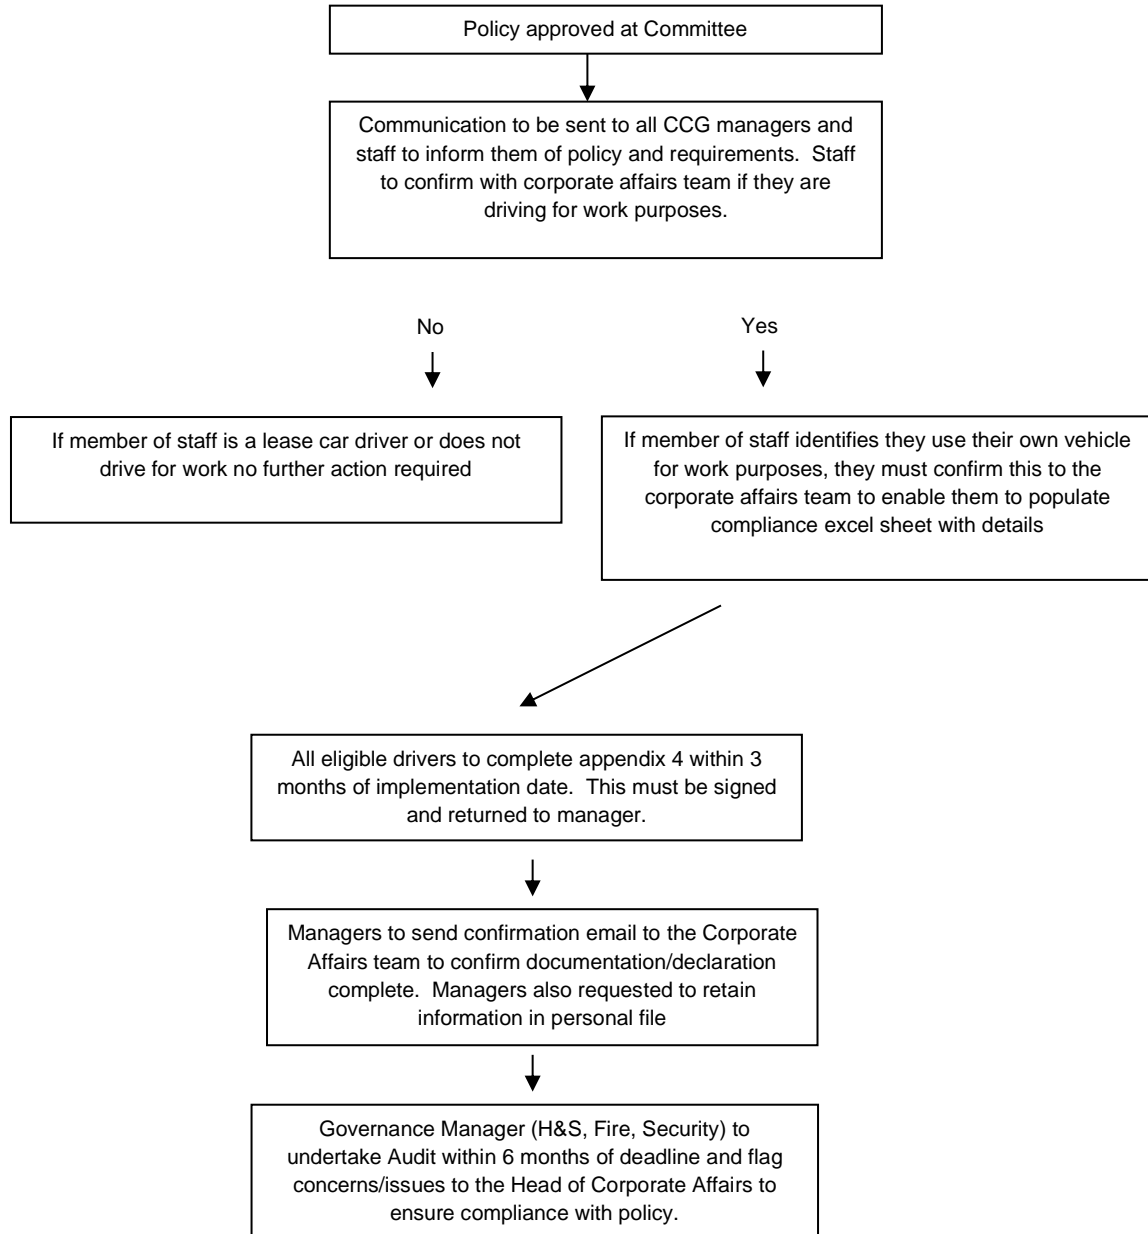 Policy approved at Committee
Communication to be sent to all CCG managers and
staff to inform them of policy and requirements.  Staff
to confirm with corporate affairs team if they are
driving for work purposes.
No
Yes
If member of staff is a lease car driver or does not
drive for work no further action required
If member of staff identifies they use their own vehicle
for work purposes, they must confirm this to the
corporate affairs team to enable them to populate
compliance excel sheet with details
All eligible drivers to complete appendix 4 within 3
months of implementation date.  This must be signed
and returned to manager.
Managers to send confirmation email to the Corporate
Affairs team to confirm documentation/declaration
complete.  Managers also requested to retain
information in personal file
Governance Manager (H&S, Fire, Security) to
undertake Audit within 6 months of deadline and flag
concerns/issues to the Head of Corporate Affairs to
ensure compliance with policy.